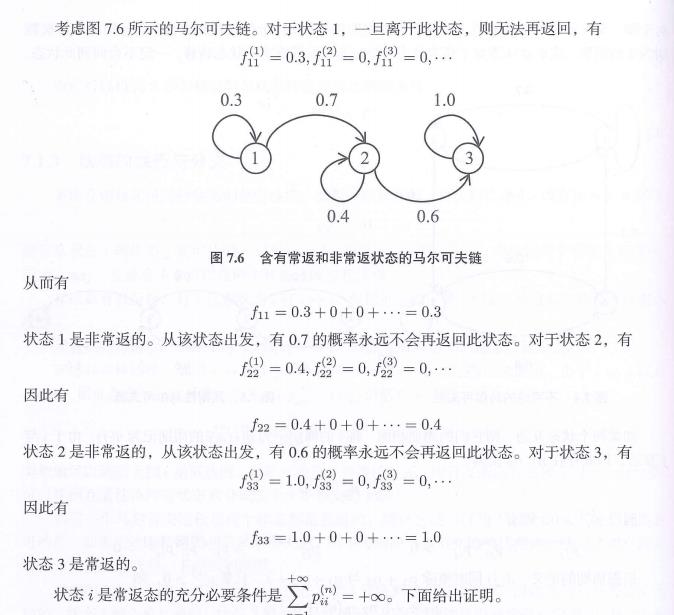 考虑图 7.6 所示的马尔可夫链。对于状态 1，一旦离开此状态，则无法再返回，有
f_{11}^{(1)} = 0.3, f_{11}^{(2)} = 0, f_{11}^{(3)} = 0, ⋯
0.3 0.7 1.0
1 2 3
0.4 0.6
图 7.6 含有常返和非常返状态的马尔可夫链
从而有
f_{11} = 0.3 + 0 + 0 + ⋯ = 0.3
状态 1 是非常返的。从该状态出发，有 0.7 的概率永远不会再返回此状态。对于状态 2，有
f_{22}^{(1)} = 0.4, f_{22}^{(2)} = 0, f_{22}^{(3)} = 0, ⋯
因此有
f_{22} = 0.4 + 0 + 0 + ⋯ = 0.4
状态 2 是非常返的，从该状态出发，有 0.6 的概率永远不会再返回此状态。对于状态 3，有
f_{33}^{(1)} = 1.0, f_{33}^{(2)} = 0, f_{33}^{(3)} = 0, ⋯
因此有
f_{33} = 1.0 + 0 + 0 + ⋯ = 1.0
状态 3 是常返的。
状态 i 是常返态的充分必要条件是 ∑_{n=1}^{+∞} p_{ii}^{(n)} = +∞。下面给出证明。